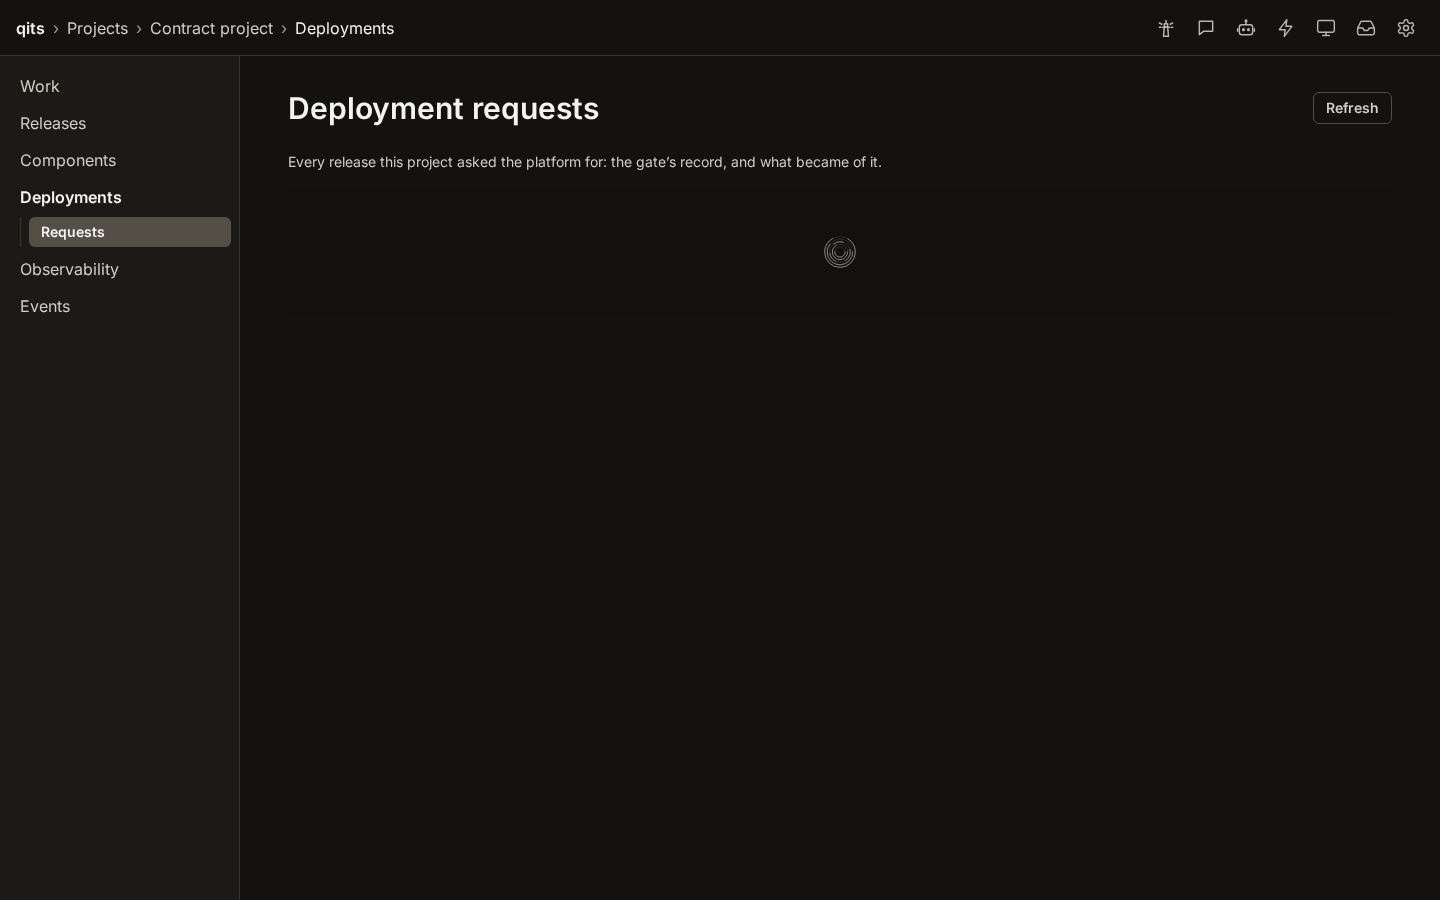 qits › Projects › Contract project › Deployments
Work
Releases
Components
Deployments
Requests
Observability
Events
Deployment requests
Refresh
Every release this project asked the platform for: the gate’s record, and what became of it.